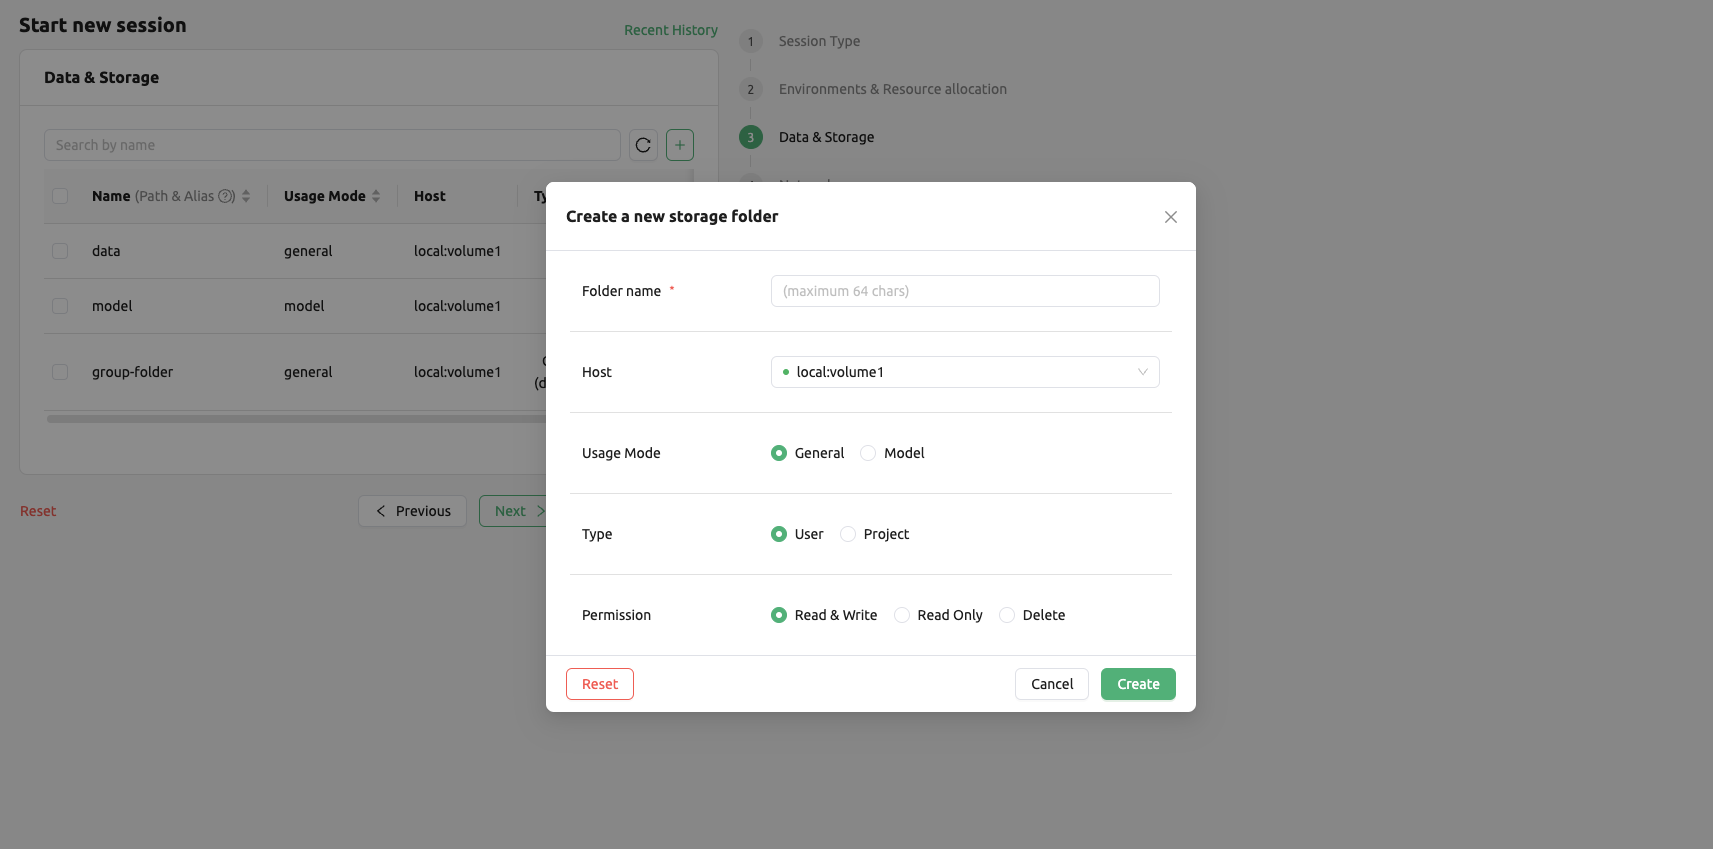 Start new session
Recent History
Data & Storage
Search by name
Name (Path & Alias) Usage Mode Host
data general local:volume1
model model local:volume1
group-folder general local:volume1
Reset
Previous
Next
1 Session Type
2 Environments & Resource allocation
3 Data & Storage
Create a new storage folder
Folder name *
(maximum 64 chars)
Host
local:volume1
Usage Mode
General Model
Type
User Project
Permission
Read & Write Read Only Delete
Reset
Cancel
Create